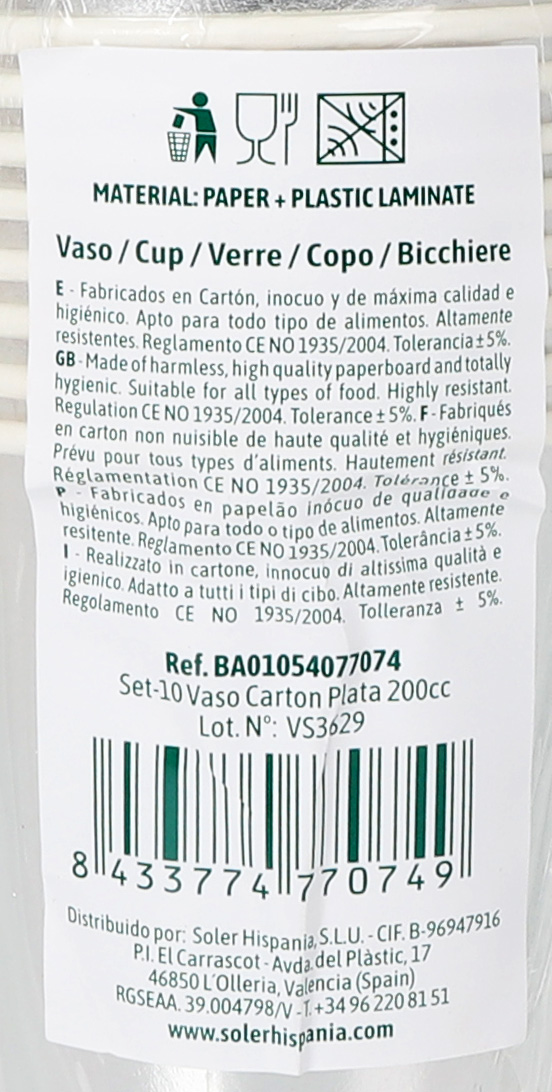 MATERIAL: PAPER + PLASTIC LAMINATE
Vaso / Cup / Verre / Copo / Bicchiere
E - Fabricados en Cartón, inocuo y de máxima calidad e
higiénico. Apto para todo tipo de alimentos. Altamente
resistentes. Reglamento CE NO 1935/2004. Tolerancia ± 5%.
GB - Made of harmless, high quality paperboard and totally
hygienic. Suitable for all types of food. Highly resistant.
Regulation CE NO 1935/2004. Tolerance ± 5%. F - Fabriqués
en carton non nuisible de haute qualité et hygiéniques.
Prévu pour tous types d'aliments. Hautement résistant.
Réglamentation CE NO 1935/2004. Tolérance ± 5%.
P - Fabricados en papelão inócuo de qualidade e
higiénicos. Apto para todo o tipo de alimentos. Altamente
resitente. Reglamento CE NO 1935/2004. Tolerância ± 5%.
I - Realizzato in cartone, innocuo di altissima qualità e
igienico. Adatto a tutti i tipi di cibo. Altamente resistente.
Regolamento CE NO 1935/2004. Tolleranza ± 5%.
Ref. BA01054077074
Set-10 Vaso Carton Plata 200cc
Lot. Nº: VS3629
8 433774 770749
Distribuido por: Soler Hispania, S.L.U. - CIF. B-96947916
P.I. El Carrascot - Avda. del Plàstic, 17
46850 L'Olleria, Valencia (Spain)
RGSEAA. 39.004798/V - T. +34 96 220 81 51
www.solerhispania.com